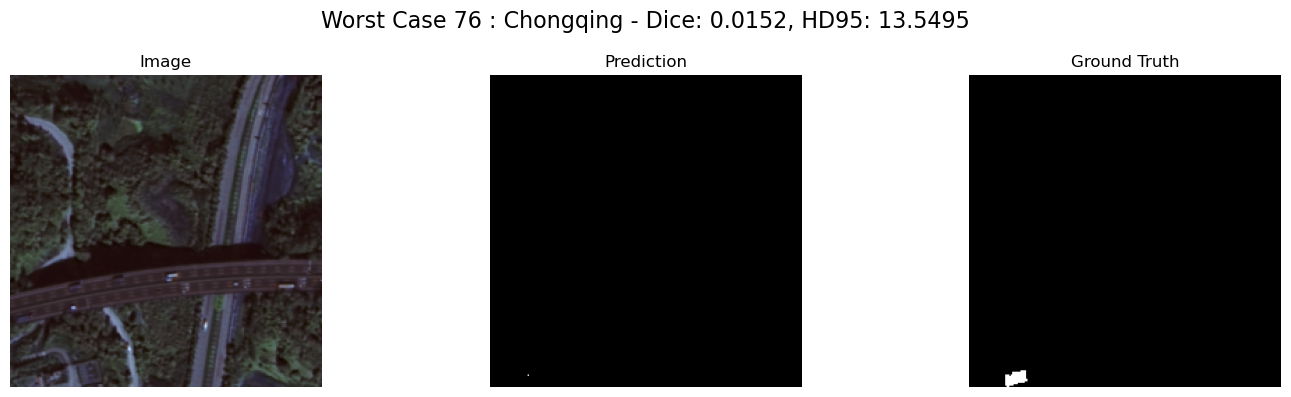 Worst Case 76 : Chongqing - Dice: 0.0152, HD95: 13.5495
Image
Prediction
Ground Truth